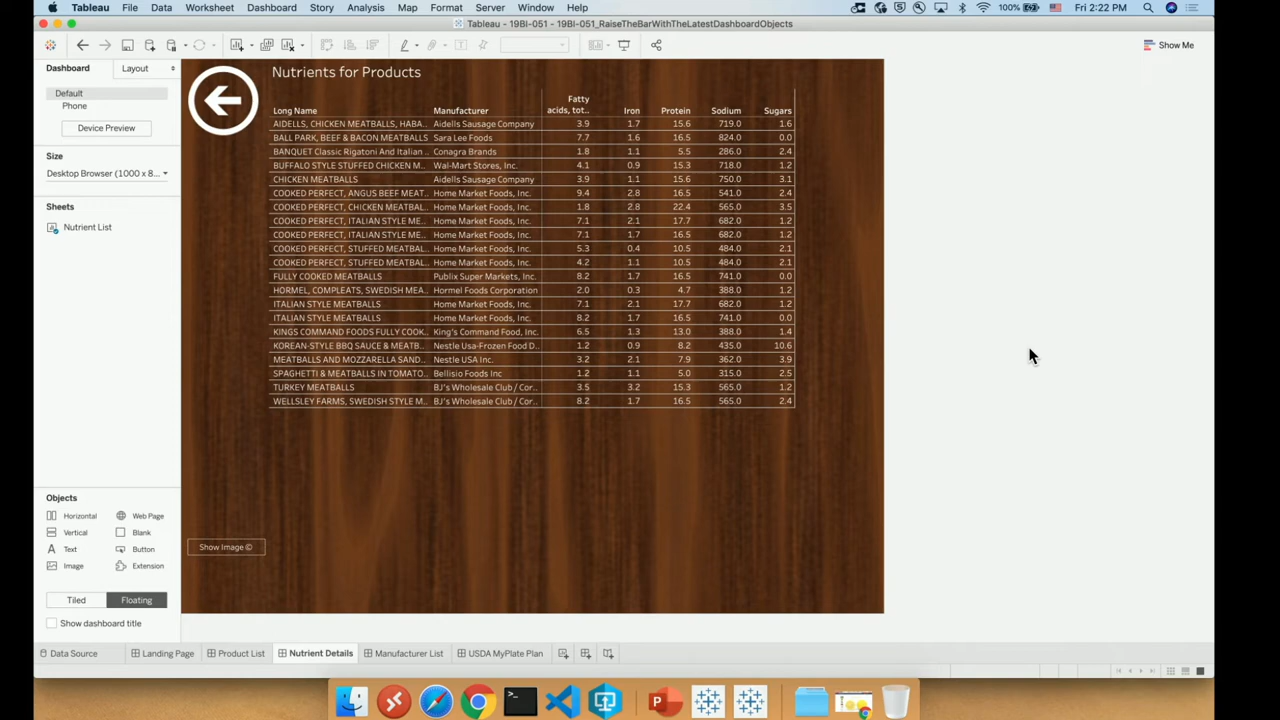 Tableau File Data Worksheet Dashboard Story Analysis Map Format Server Window Help 100% Fri 2:22 PM
Tableau - 19BI-051 - 19BI-051_RaiseTheBarWithTheLatestDashboardObjects
Show Me
Dashboard Layout
Default
Phone
Device Preview
Size
Desktop Browser (1000 x 8...
Sheets
Nutrient List
Nutrients for Products
Long Name Manufacturer Fatty acids, tot.. Iron Protein Sodium Sugars
AIDELLS, CHICKEN MEATBALLS, HABA.. Aidells Sausage Company 3.9 1.7 15.6 719.0 1.6
BALL PARK, BEEF & BACON MEATBALLS Sara Lee Foods 7.7 1.6 16.5 824.0 0.0
BANQUET Classic Rigatoni And Italian .. Conagra Brands 1.8 1.1 5.5 286.0 2.4
BUFFALO STYLE STUFFED CHICKEN M.. Wal-Mart Stores, Inc. 4.1 0.9 15.3 718.0 1.2
CHICKEN MEATBALLS Aidells Sausage Company 3.9 1.1 15.6 750.0 3.1
COOKED PERFECT, ANGUS BEEF MEAT.. Home Market Foods, Inc. 9.4 2.8 16.5 541.0 2.4
COOKED PERFECT, CHICKEN MEATBAL.. Home Market Foods, Inc. 1.8 2.8 22.4 565.0 3.5
COOKED PERFECT, ITALIAN STYLE ME.. Home Market Foods, Inc. 7.1 2.1 17.7 682.0 1.2
COOKED PERFECT, ITALIAN STYLE ME.. Home Market Foods, Inc. 7.1 1.7 16.5 682.0 1.2
COOKED PERFECT, STUFFED MEATBAL.. Home Market Foods, Inc. 5.3 0.4 10.5 484.0 2.1
COOKED PERFECT, STUFFED MEATBAL.. Home Market Foods, Inc. 4.2 1.1 10.5 484.0 2.1
FULLY COOKED MEATBALLS Publix Super Markets, Inc. 8.2 1.7 16.5 741.0 0.0
HORMEL, COMPLEATS, SWEDISH MEA.. Hormel Foods Corporation 2.0 0.3 4.7 388.0 1.2
ITALIAN STYLE MEATBALLS Home Market Foods, Inc. 7.1 2.1 17.7 682.0 1.2
ITALIAN STYLE MEATBALLS Home Market Foods, Inc. 8.2 1.7 16.5 741.0 0.0
KINGS COMMAND FOODS FULLY COOK.. King's Command Food, Inc. 6.5 1.3 13.0 388.0 1.4
KOREAN-STYLE BBQ SAUCE & MEATB.. Nestle Usa-Frozen Food D.. 1.2 0.9 8.2 435.0 10.6
MEATBALLS AND MOZZARELLA SAND.. Nestle USA Inc. 3.2 2.1 7.9 362.0 3.9
SPAGHETTI & MEATBALLS IN TOMATO.. Bellisio Foods Inc 1.2 1.1 5.0 315.0 2.5
TURKEY MEATBALLS BJ's Wholesale Club / Cor.. 3.5 3.2 15.3 565.0 1.2
WELLSLEY FARMS, SWEDISH STYLE M.. BJ's Wholesale Club / Cor.. 8.2 1.7 16.5 565.0 2.4
Show Image ©
Objects
Horizontal Web Page
Vertical Blank
A Text Button
Image Extension
Tiled Floating
Show dashboard title
Data Source Landing Page Product List Nutrient Details Manufacturer List USDA MyPlate Plan